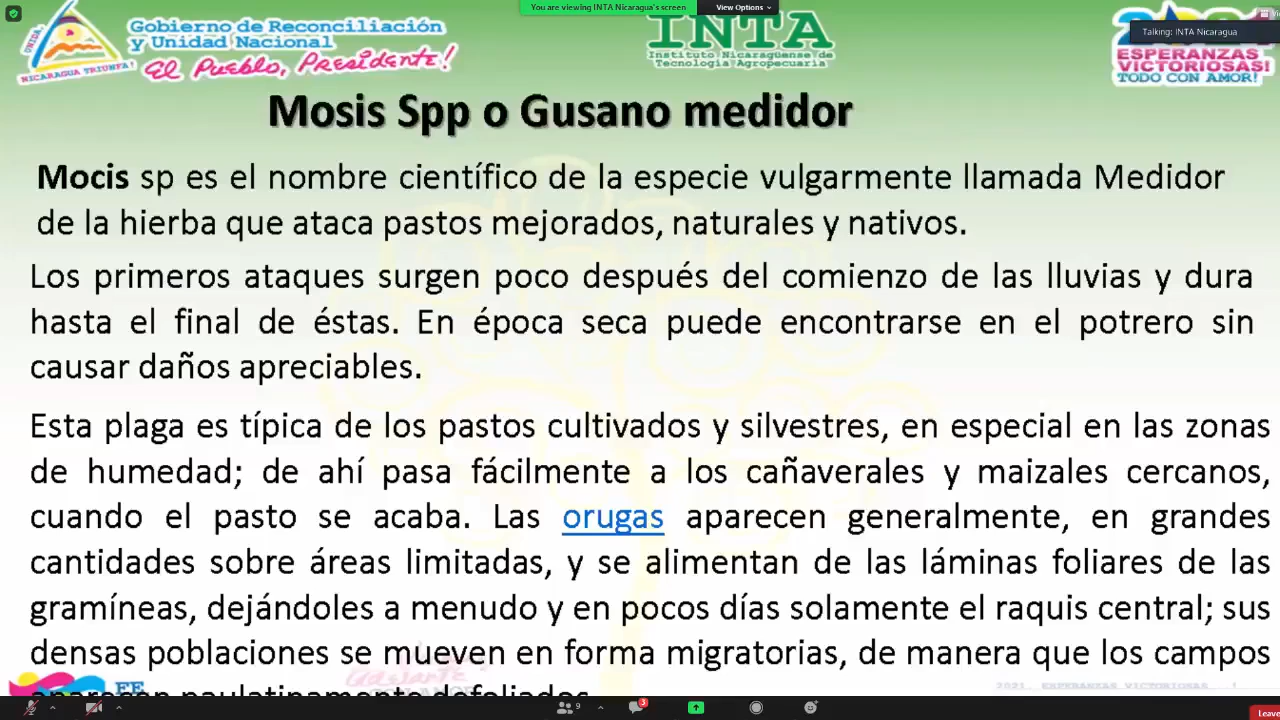 You are viewing INTA Nicaragua's screen
View Options
Talking: INTA Nicaragua
Gobierno de Reconciliación
y Unidad Nacional
El Pueblo, Presidente!
UNIDA
NICARAGUA TRIUNFA!
INTA
Instituto Nicaragüense de
Tecnología Agropecuaria
ESPERANZAS
VICTORIOSAS!
TODO CON AMOR!
Mosis Spp o Gusano medidor
Mocis sp es el nombre científico de la especie vulgarmente llamada Medidor
de la hierba que ataca pastos mejorados, naturales y nativos.
Los primeros ataques surgen poco después del comienzo de las lluvias y dura
hasta el final de éstas. En época seca puede encontrarse en el potrero sin
causar daños apreciables.
Esta plaga es típica de los pastos cultivados y silvestres, en especial en las zonas
de humedad; de ahí pasa fácilmente a los cañaverales y maizales cercanos,
cuando el pasto se acaba. Las orugas aparecen generalmente, en grandes
cantidades sobre áreas limitadas, y se alimentan de las láminas foliares de las
gramíneas, dejándoles a menudo y en pocos días solamente el raquis central; sus
densas poblaciones se mueven en forma migratorias, de manera que los campos
aparecen paulatinamente defoliados.
FE
2021, ESPERANZAS VICTORIOSAS
9
3
Leave